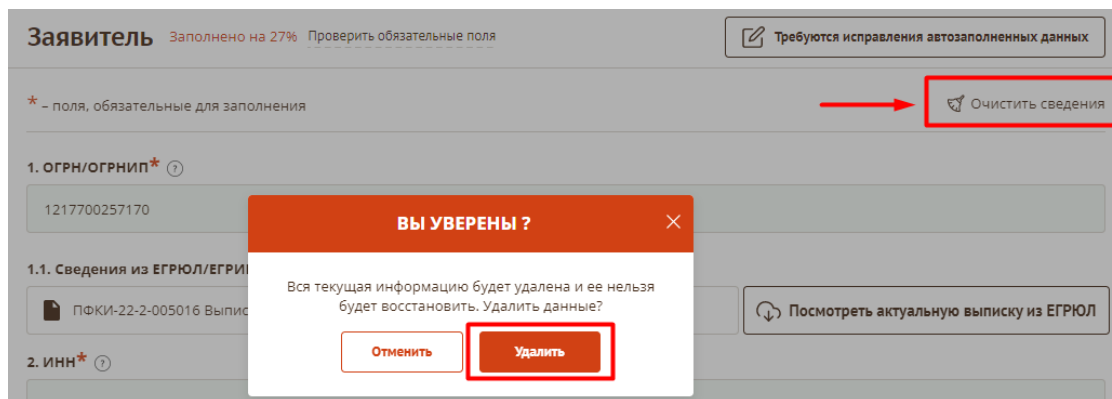 Заявитель Заполнено на 27% Проверить обязательные поля Требуются исправления автозаполненных данных
* – поля, обязательные для заполнения Очистить сведения
1. ОГРН/ОГРНИП* ?
1217700257170
ВЫ УВЕРЕНЫ ?
1.1. Сведения из ЕГРЮЛ/ЕГРИ
Вся текущая информацию будет удалена и ее нельзя
будет восстановить. Удалить данные?
ПФКИ-22-2-005016 Выпис Посмотреть актуальную выписку из ЕГРЮЛ
Отменить Удалить
2. ИНН* ?